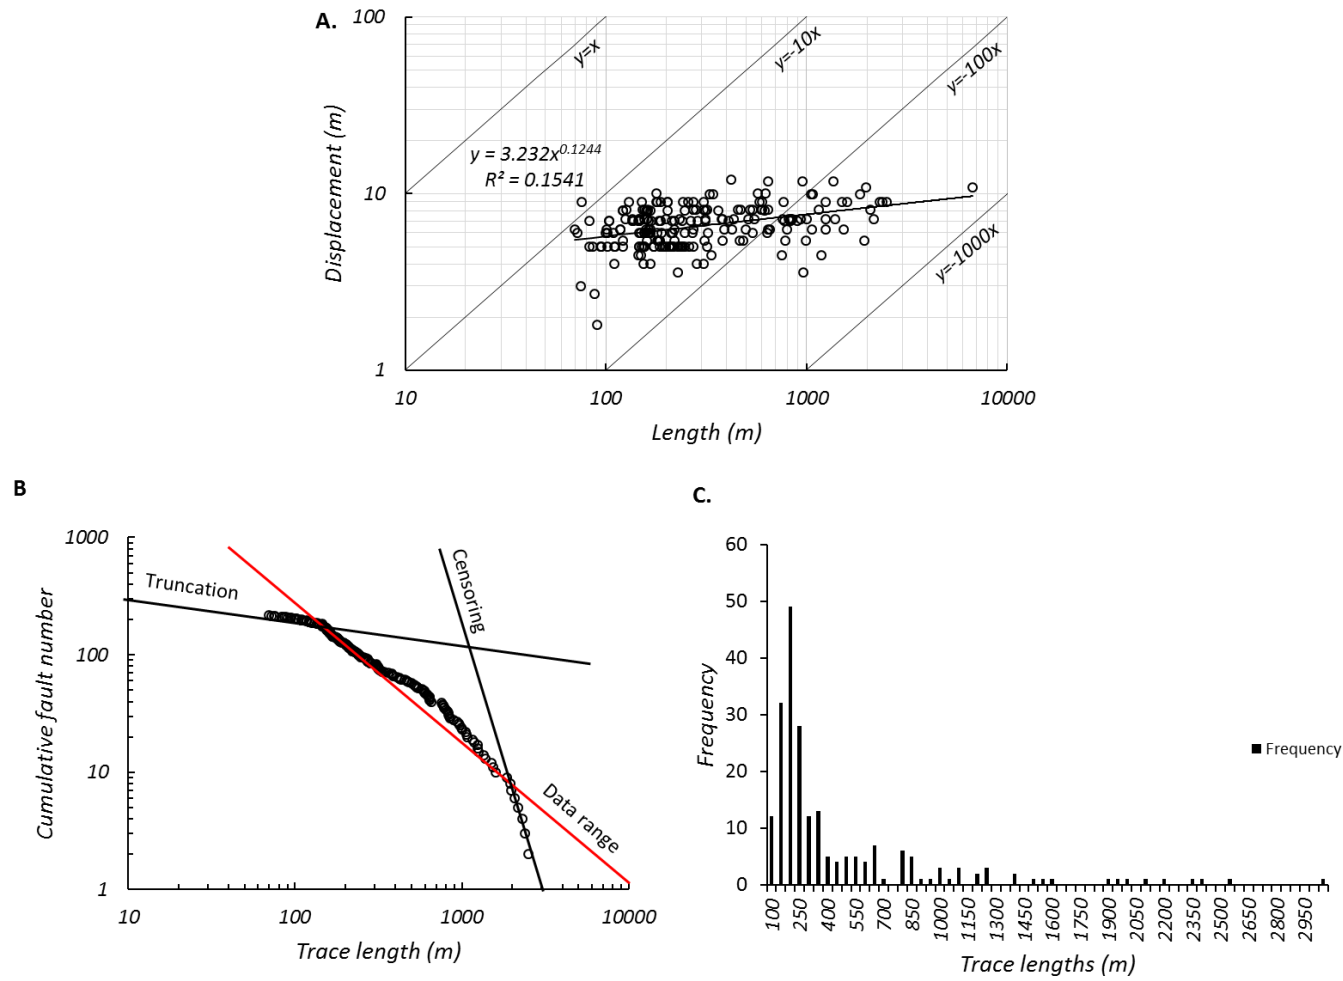 A.
100
10
1
Displacement (m)
y=x
y=-10x
y=-100x
y=-1000x
y = 3.232x^0.1244
R² = 0.1541
10 100 1000 10000
Length (m)
B
1000
100
10
1
Cumulative fault number
Truncation
Censoring
Data range
10 100 1000 10000
Trace length (m)
C.
60
50
40
30
20
10
0
Frequency
Frequency
100 250 400 550 700 850 1000 1150 1300 1450 1600 1750 1900 2050 2200 2350 2500 2650 2800 2950
Trace lengths (m)